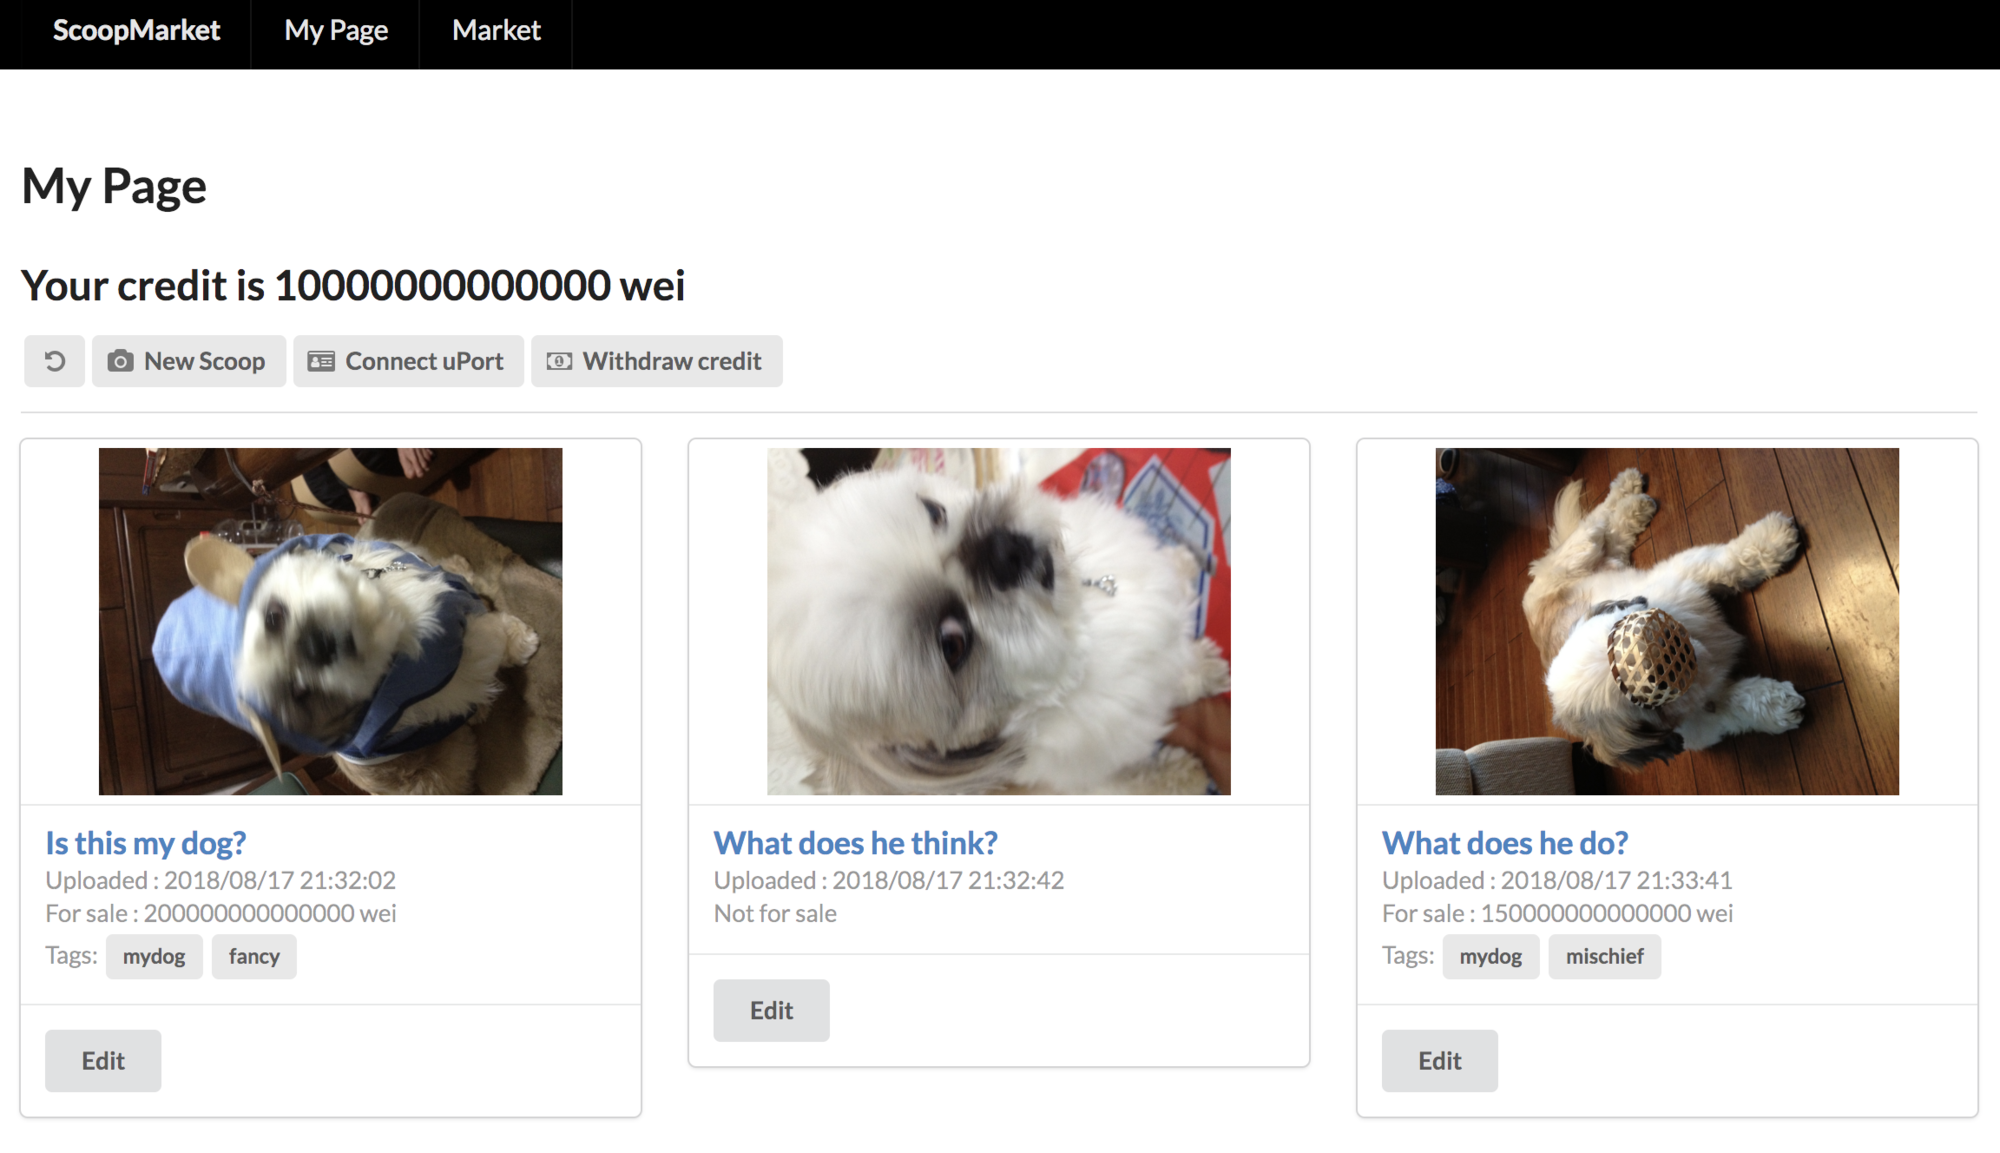 ScoopMarket My Page Market
My Page
Your credit is 10000000000000 wei
New Scoop Connect uPort Withdraw credit
Is this my dog?
Uploaded : 2018/08/17 21:32:02
For sale : 200000000000000 wei
Tags: mydog fancy
Edit
What does he think?
Uploaded : 2018/08/17 21:32:42
Not for sale
Edit
What does he do?
Uploaded : 2018/08/17 21:33:41
For sale : 150000000000000 wei
Tags: mydog mischief
Edit